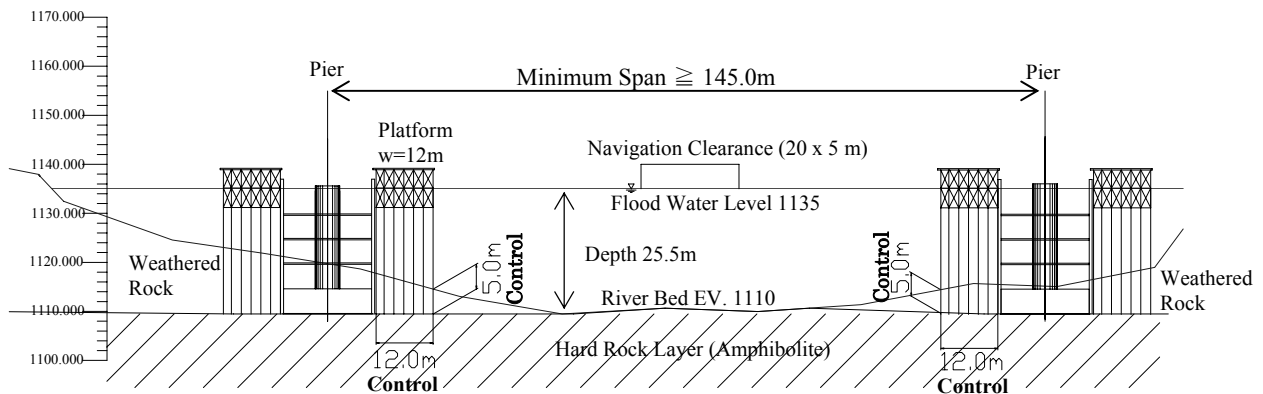 1170.000
1160.000
1150.000
1140.000
1130.000
1120.000
1110.000
1100.000
Pier
Minimum Span ≧ 145.0m
Pier
Platform
w=12m
Navigation Clearance (20 x 5 m)
Flood Water Level 1135
Depth 25.5m
River Bed EV. 1110
Weathered
Rock
5.0m
Control
5.0m
Control
Weathered
Rock
Hard Rock Layer (Amphibolite)
12.0m
Control
12.0m
Control